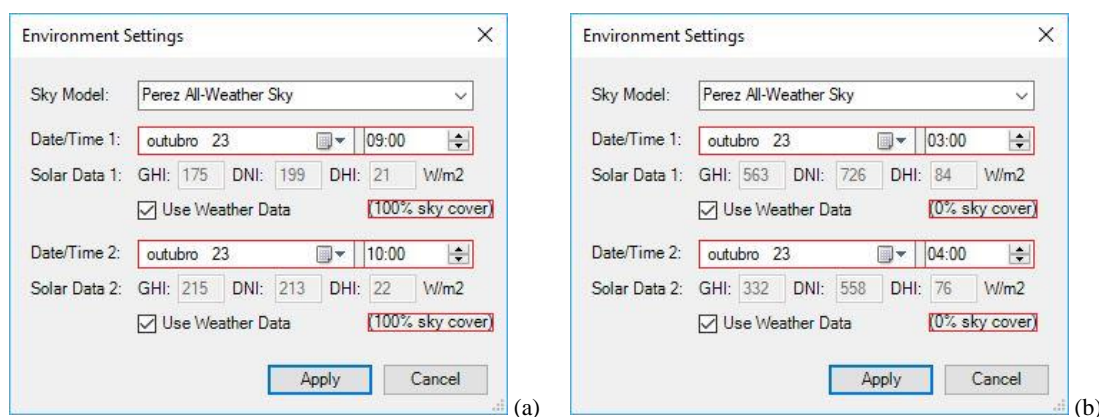 Environment Settings
Sky Model: Perez All-Weather Sky
Date/Time 1: outubro 23 09:00
Solar Data 1: GHI: 175 DNI: 199 DHI: 21 W/m2
Use Weather Data (100% sky cover)
Date/Time 2: outubro 23 10:00
Solar Data 2: GHI: 215 DNI: 213 DHI: 22 W/m2
Use Weather Data (100% sky cover)
Apply Cancel
(a)
Environment Settings
Sky Model: Perez All-Weather Sky
Date/Time 1: outubro 23 03:00
Solar Data 1: GHI: 563 DNI: 726 DHI: 84 W/m2
Use Weather Data (0% sky cover)
Date/Time 2: outubro 23 04:00
Solar Data 2: GHI: 332 DNI: 558 DHI: 76 W/m2
Use Weather Data (0% sky cover)
Apply Cancel
(b)